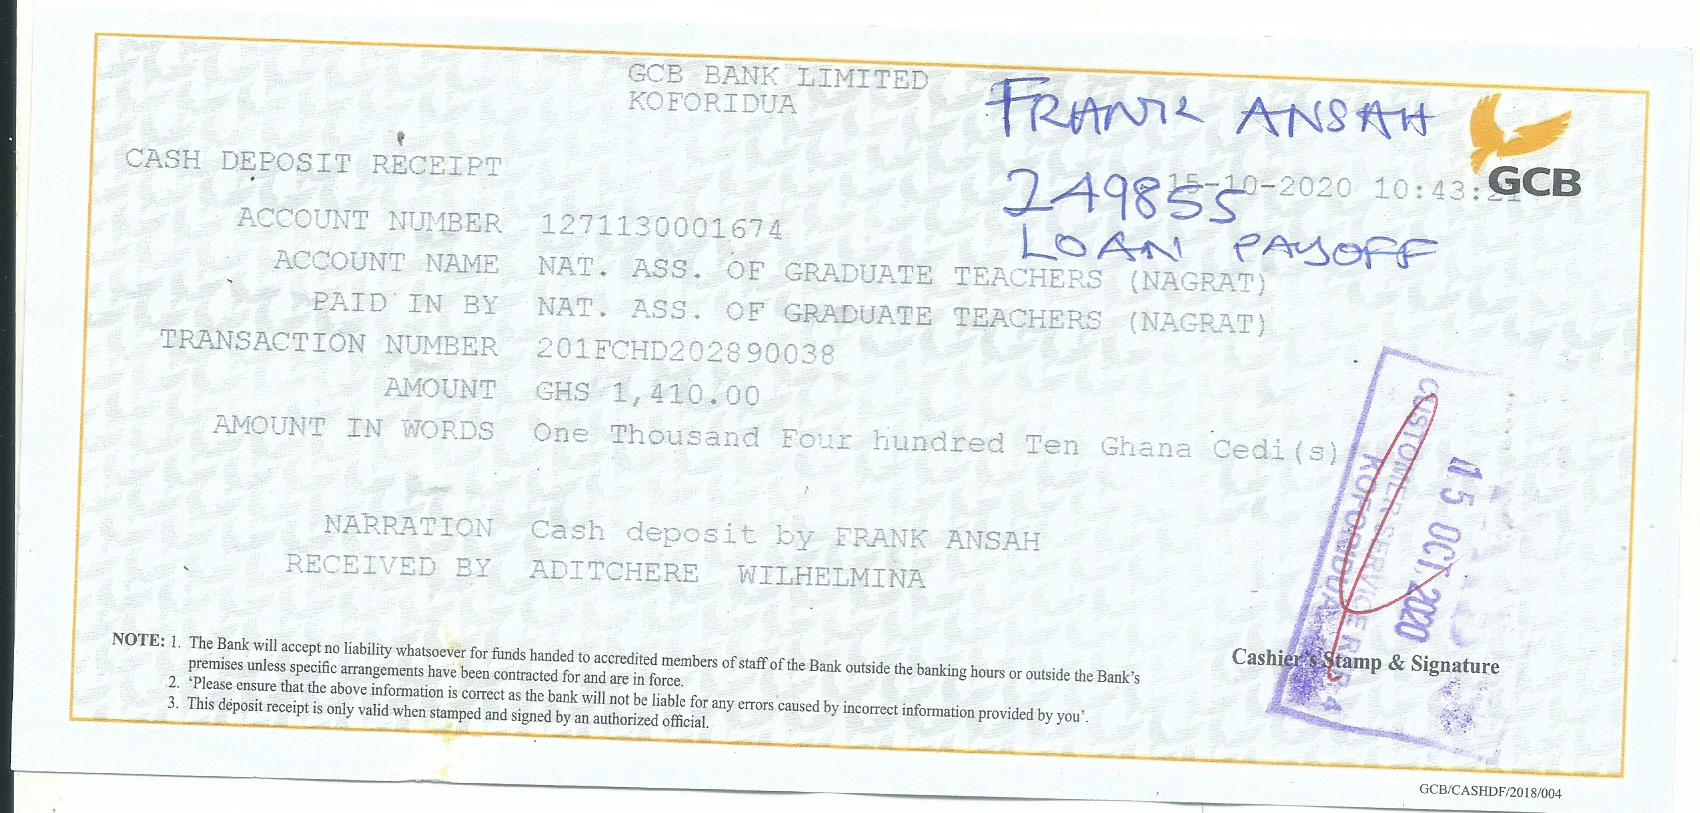 GCB BANK LIMITED
KOFORIDUA
FRANK ANSAH
GCB
CASH DEPOSIT RECEIPT
15-10-2020 10:43:21
249855
LOAN PAYOFF
ACCOUNT NUMBER 1271130001674
ACCOUNT NAME NAT. ASS. OF GRADUATE TEACHERS (NAGRAT)
PAID IN BY NAT. ASS. OF GRADUATE TEACHERS (NAGRAT)
TRANSACTION NUMBER 201FCHD202890038
AMOUNT GHS 1,410.00
AMOUNT IN WORDS One Thousand Four hundred Ten Ghana Cedi(s)
NARRATION Cash deposit by FRANK ANSAH
RECEIVED BY ADITCHERE WILHELMINA
CUSTOMER SERVICE
KOFORIDUA
15 OCT. 2020
Cashier's Stamp & Signature
NOTE: 1. The Bank will accept no liability whatsoever for funds handed to accredited members of staff of the Bank outside the banking hours or outside the Bank's
premises unless specific arrangements have been contracted for and are in force.
2. 'Please ensure that the above information is correct as the bank will not be liable for any errors caused by incorrect information provided by you'.
3. This deposit receipt is only valid when stamped and signed by an authorized official.
GCB/CASHDF/2018/004